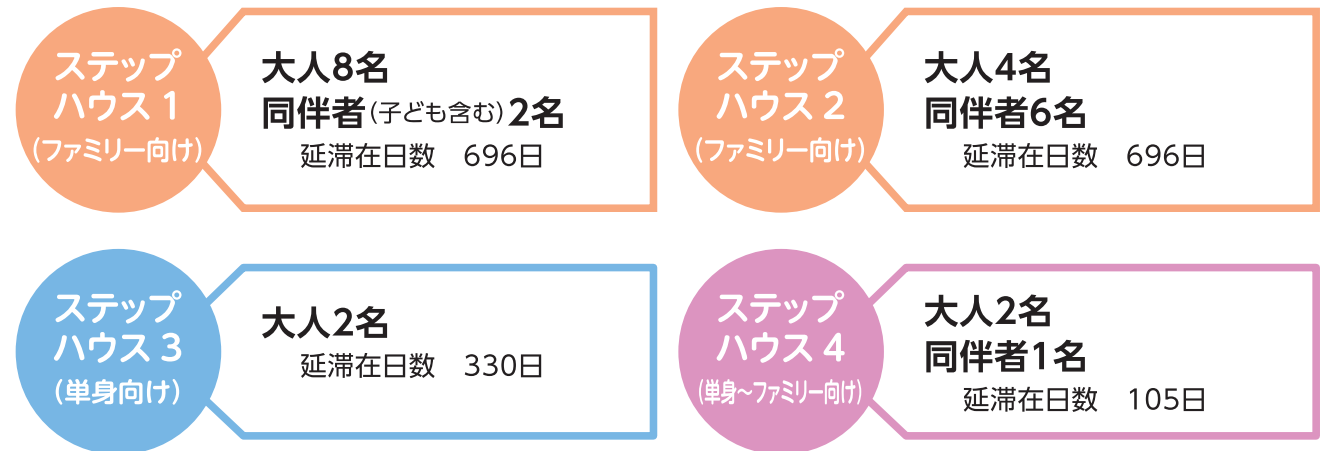 ステップ
ハウス 1
(ファミリー向け)
大人8名
同伴者(子ども含む)2名
延滞在日数　696日
ステップ
ハウス 2
(ファミリー向け)
大人4名
同伴者6名
延滞在日数　696日
ステップ
ハウス 3
(単身向け)
大人2名
延滞在日数　330日
ステップ
ハウス 4
(単身〜ファミリー向け)
大人2名
同伴者1名
延滞在日数　105日